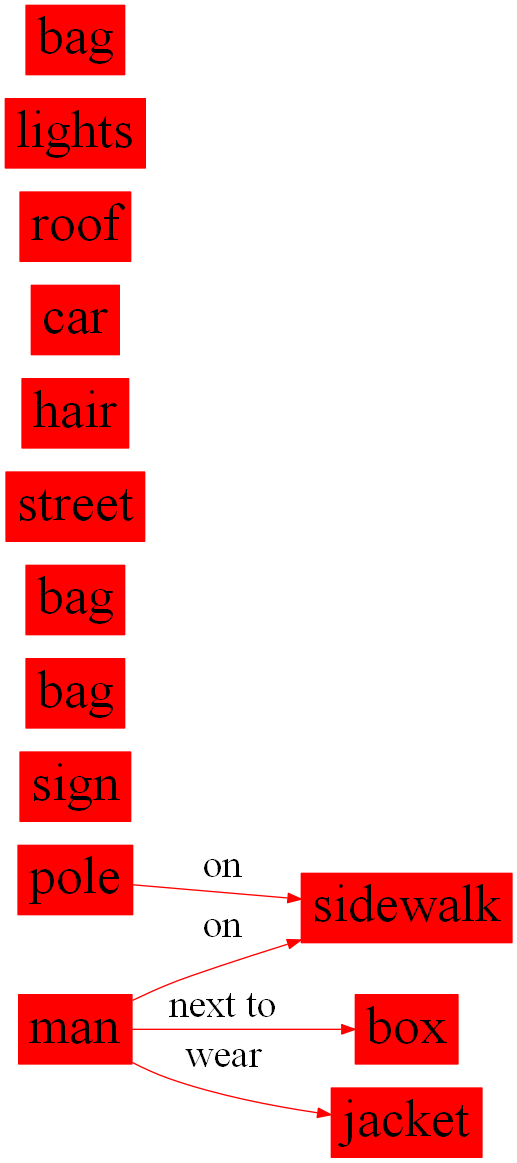 bag
lights
roof
car
hair
street
bag
bag
sign
pole
on
sidewalk
on
man
next to
box
wear
jacket